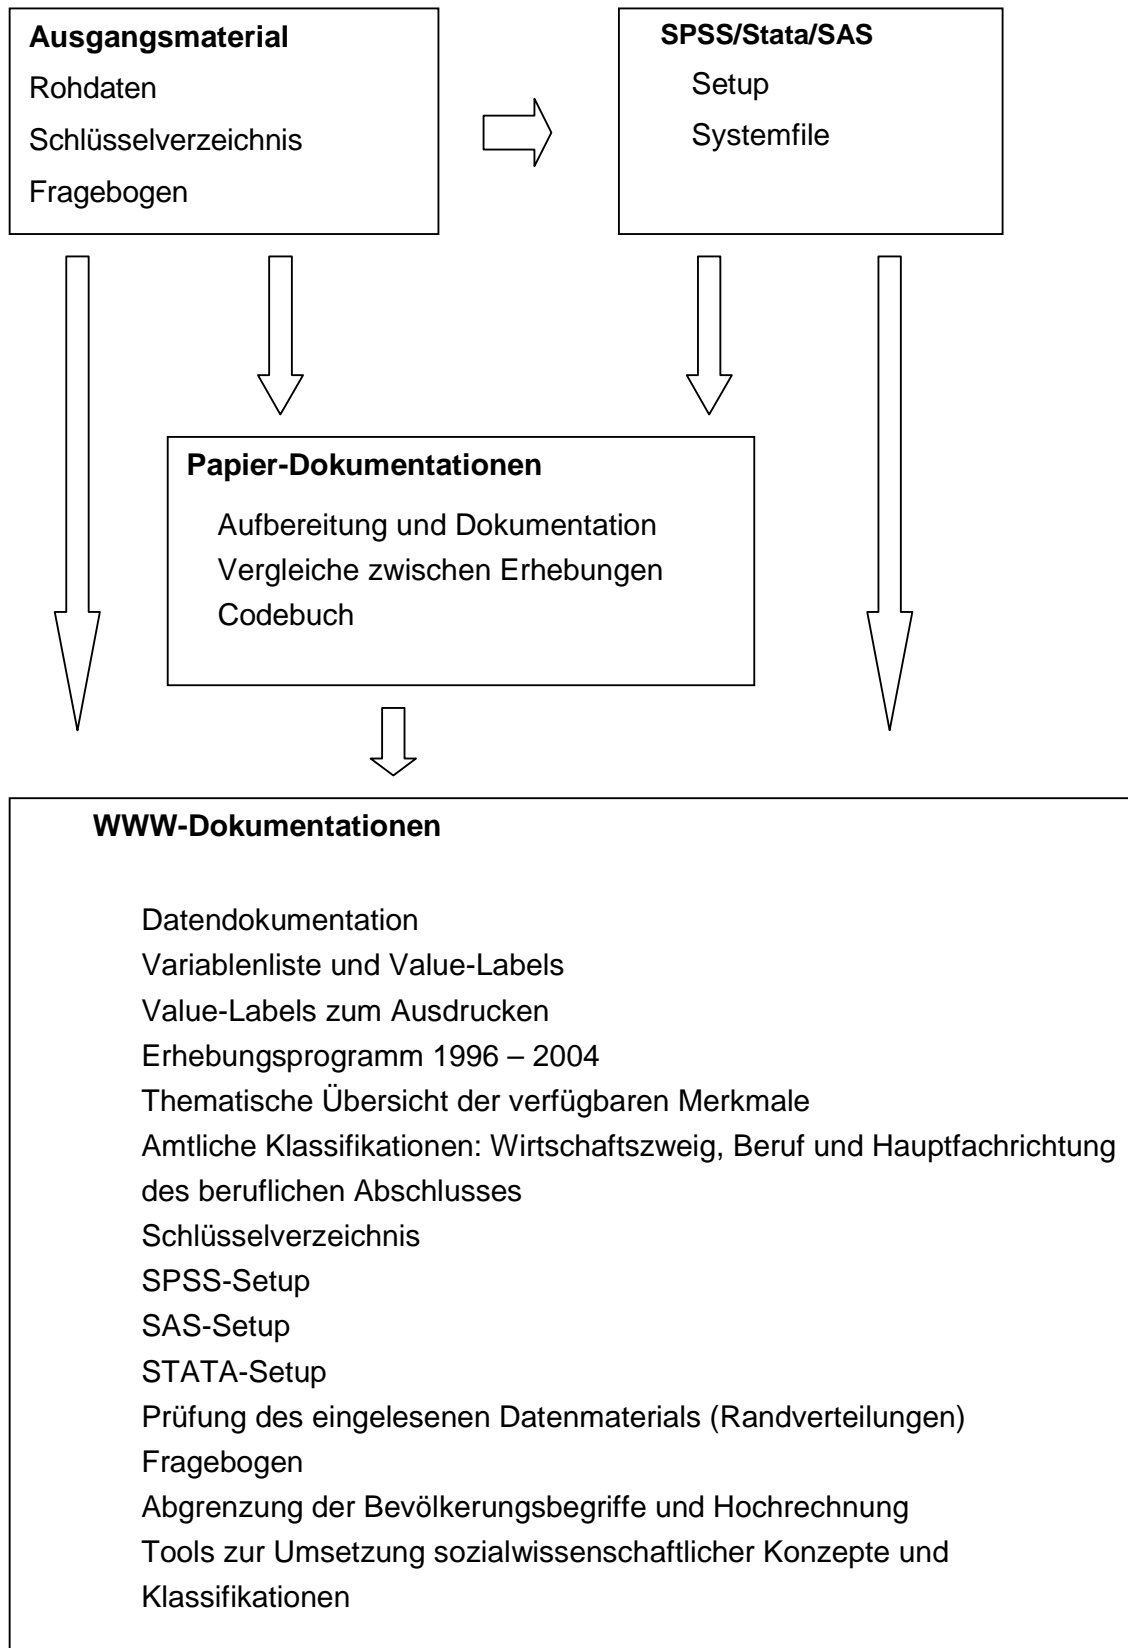 Ausgangsmaterial
Rohdaten
Schlüsselverzeichnis
Fragebogen
SPSS/Stata/SAS
Setup
Systemfile
Papier-Dokumentationen
Aufbereitung und Dokumentation
Vergleiche zwischen Erhebungen
Codebuch
WWW-Dokumentationen
Datendokumentation
Variablenliste und Value-Labels
Value-Labels zum Ausdrucken
Erhebungsprogramm 1996 – 2004
Thematische Übersicht der verfügbaren Merkmale
Amtliche Klassifikationen: Wirtschaftszweig, Beruf und Hauptfachrichtung
des beruflichen Abschlusses
Schlüsselverzeichnis
SPSS-Setup
SAS-Setup
STATA-Setup
Prüfung des eingelesenen Datenmaterials (Randverteilungen)
Fragebogen
Abgrenzung der Bevölkerungsbegriffe und Hochrechnung
Tools zur Umsetzung sozialwissenschaftlicher Konzepte und
Klassifikationen